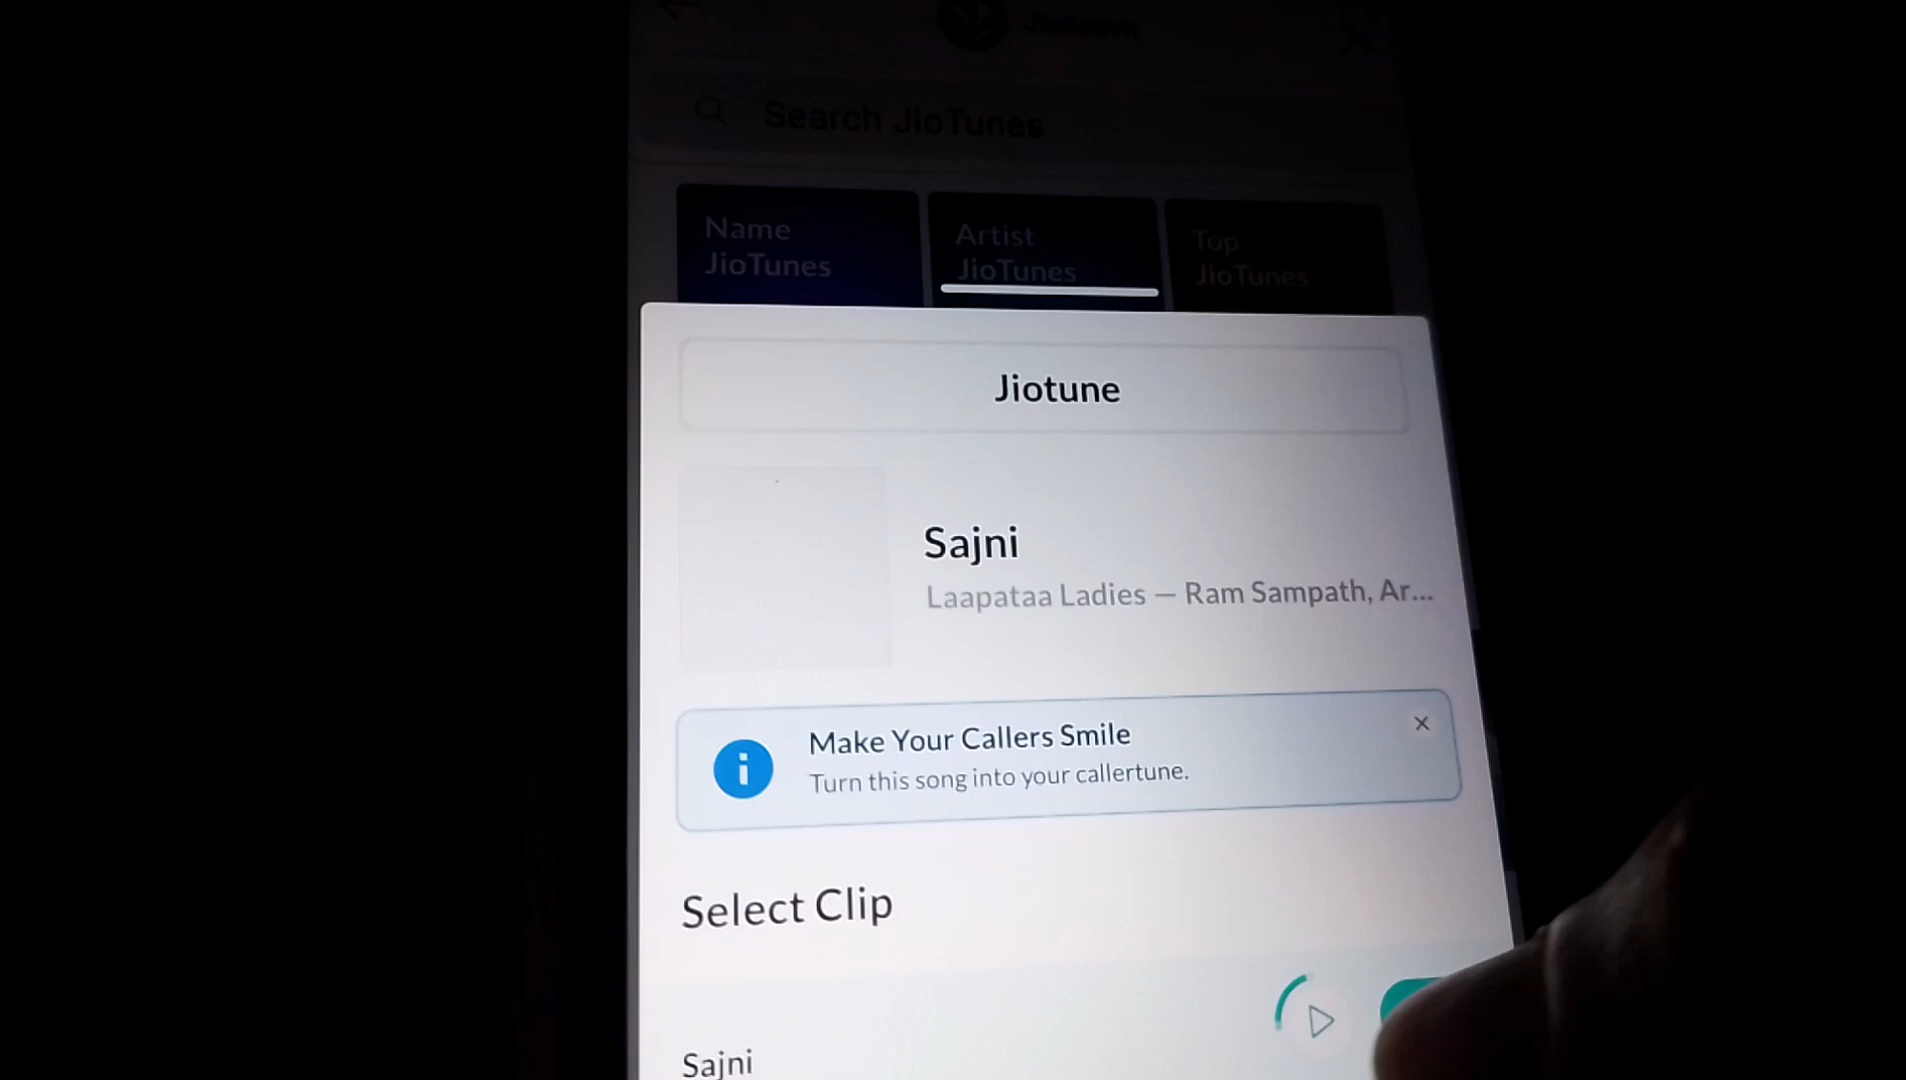 Search JioTunes
Name
JioTunes
Artist
JioTunes
Top
JioTunes
Jiotune
Sajni
Laapataa Ladies — Ram Sampath, Ar...
Make Your Callers Smile
Turn this song into your callertune.
Select Clip
Sajni